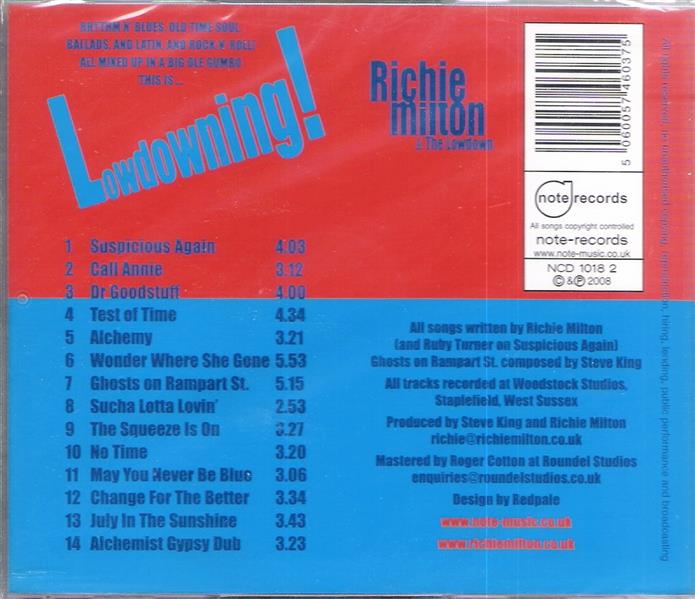 RHYTHM N' BLUES, OLD TIME SOUL
BALLADS, AND LATIN, AND ROCK N' ROLL!
ALL MIXED UP IN A BIG OLE GUMBO
THIS IS...
Lowdowning!
Richie
Milton
& The Lowdown
5 060057 460375
note records
All songs copyright controlled
note-records
www.note-music.co.uk
NCD 1018 2
© & ℗ 2008
1 Suspicious Again 4.03
2 Call Annie 3.12
3 Dr Goodstuff 4.00
4 Test of Time 4.34
5 Alchemy 3.21
6 Wonder Where She Gone 5.53
7 Ghosts on Rampart St. 5.15
8 Sucha Lotta Lovin' 2.53
9 The Squeeze Is On 3.27
10 No Time 3.20
11 May You Never Be Blue 3.06
12 Change For The Better 3.34
13 July In The Sunshine 3.43
14 Alchemist Gypsy Dub 3.23
All songs written by Richie Milton
(and Ruby Turner on Suspicious Again)
Ghosts on Rampart St. composed by Steve King
All tracks recorded at Woodstock Studios,
Staplefield, West Sussex
Produced by Steve King and Richie Milton
richie@richiemilton.co.uk
Mastered by Roger Cotton at Roundel Studios
enquiries@roundelstudios.co.uk
Design by Redpale
www.note-music.co.uk
www.richiemilton.co.uk
All rights reserved, no unauthorised copying, reproduction, hiring, lending, public performance and broadcasting